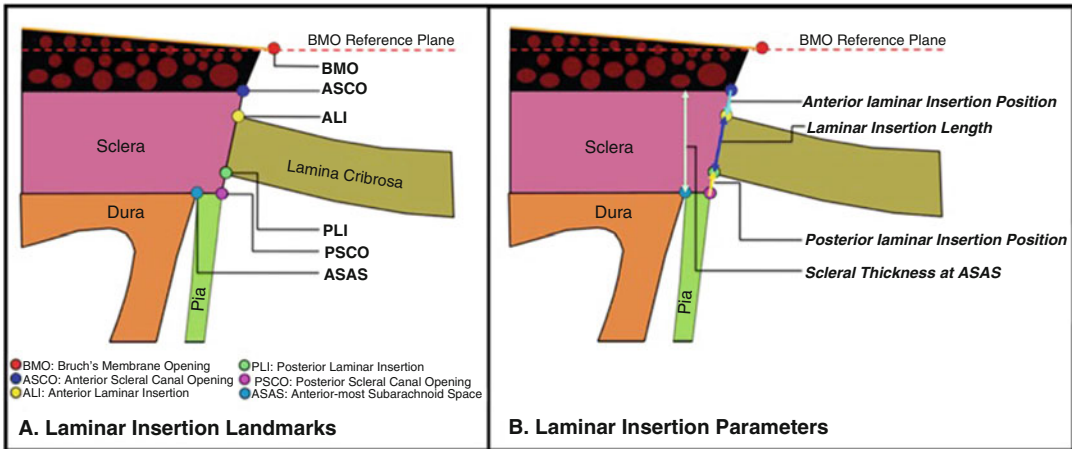 BMO Reference Plane
BMO
ASCO
ALI
Sclera
Lamina Cribrosa
Dura
PLI
PSCO
ASAS
Pia
BMO: Bruch's Membrane Opening
ASCO: Anterior Scleral Canal Opening
ALI: Anterior Laminar Insertion
PLI: Posterior Laminar Insertion
PSCO: Posterior Scleral Canal Opening
ASAS: Anterior-most Subarachnoid Space
A. Laminar Insertion Landmarks
BMO Reference Plane
Anterior laminar Insertion Position
Laminar Insertion Length
Sclera
Dura
Posterior laminar Insertion Position
Scleral Thickness at ASAS
Pia
B. Laminar Insertion Parameters